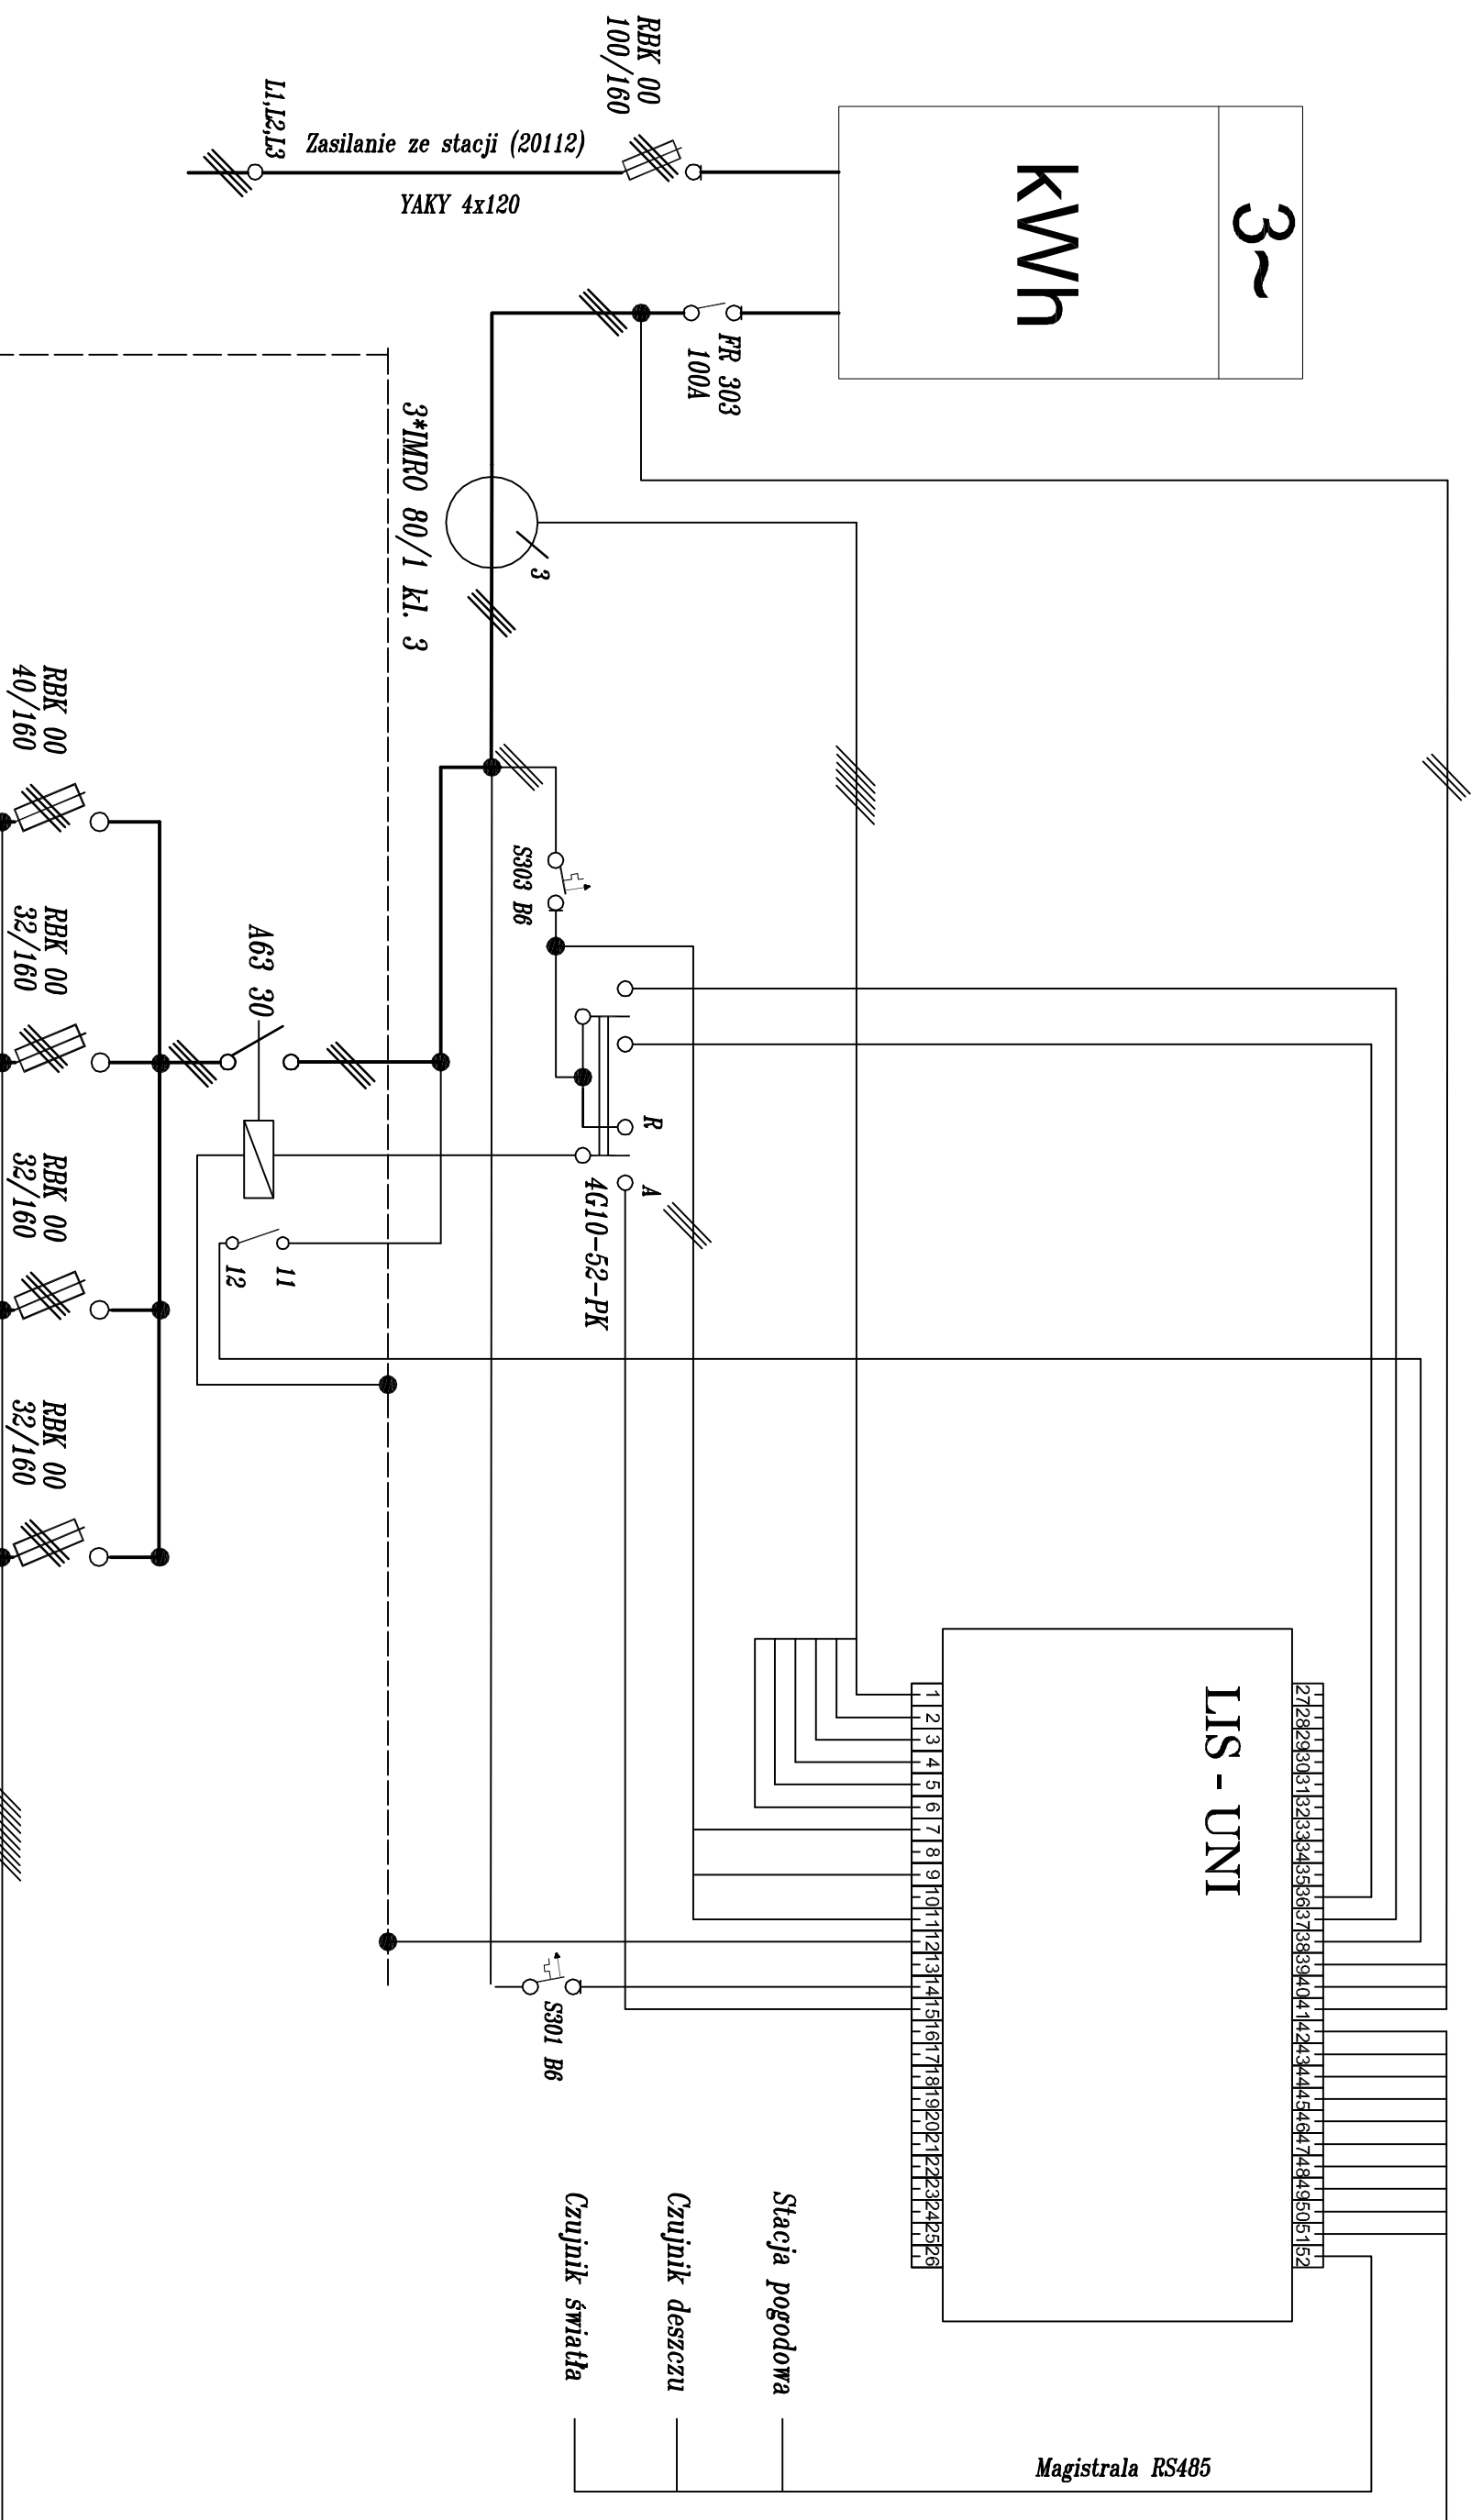 3~
kWh
RBK 00
100/160
L1,L2,L3
Zasilanie ze stacji (20112)
YAKY 4x120
FR 303
100A
3*IMR0 80/1 kl. 3
3
S303 B6
R
A
4G10-52-PK
A63 30
11
12
RBK 00
40/160
RBK 00
32/160
RBK 00
32/160
RBK 00
32/160
LIS - UNI
27 28 29 30 31 32 33 34 35 36 37 38 39 40 41 42 43 44 45 46 47 48 49 50 51 52
1 2 3 4 5 6 7 8 9 10 11 12 13 14 15 16 17 18 19 20 21 22 23 24 25 26
S301 B6
Stacja pogodowa
Czujnik deszczu
Czujnik światła
Magistrala RS485